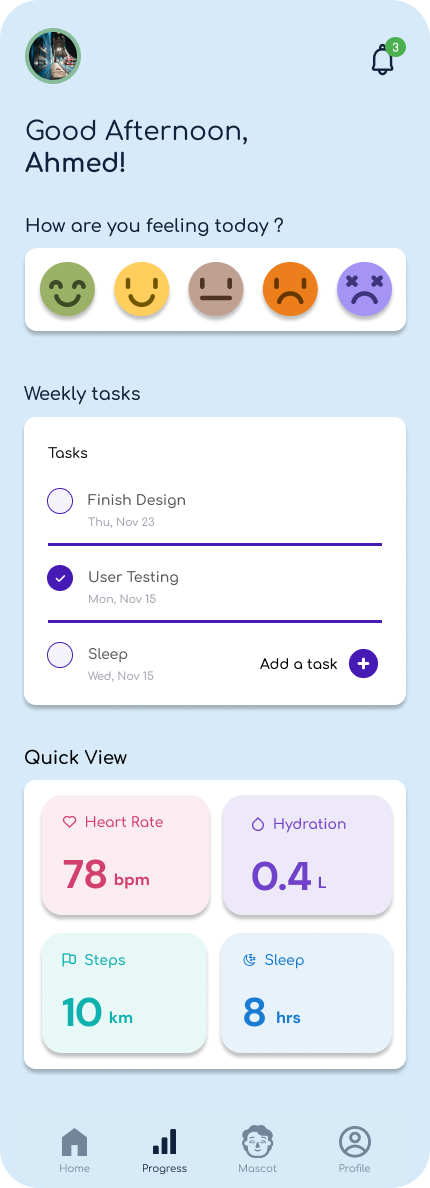 3
Good Afternoon,
Ahmed!
How are you feeling today ?
Weekly tasks
Tasks
Finish Design
Thu, Nov 23
User Testing
Mon, Nov 15
Sleep
Wed, Nov 15
Add a task
Quick View
Heart Rate
78 bpm
Hydration
0.4 L
Steps
10 km
Sleep
8 hrs
Home
Progress
Mascot
Profile